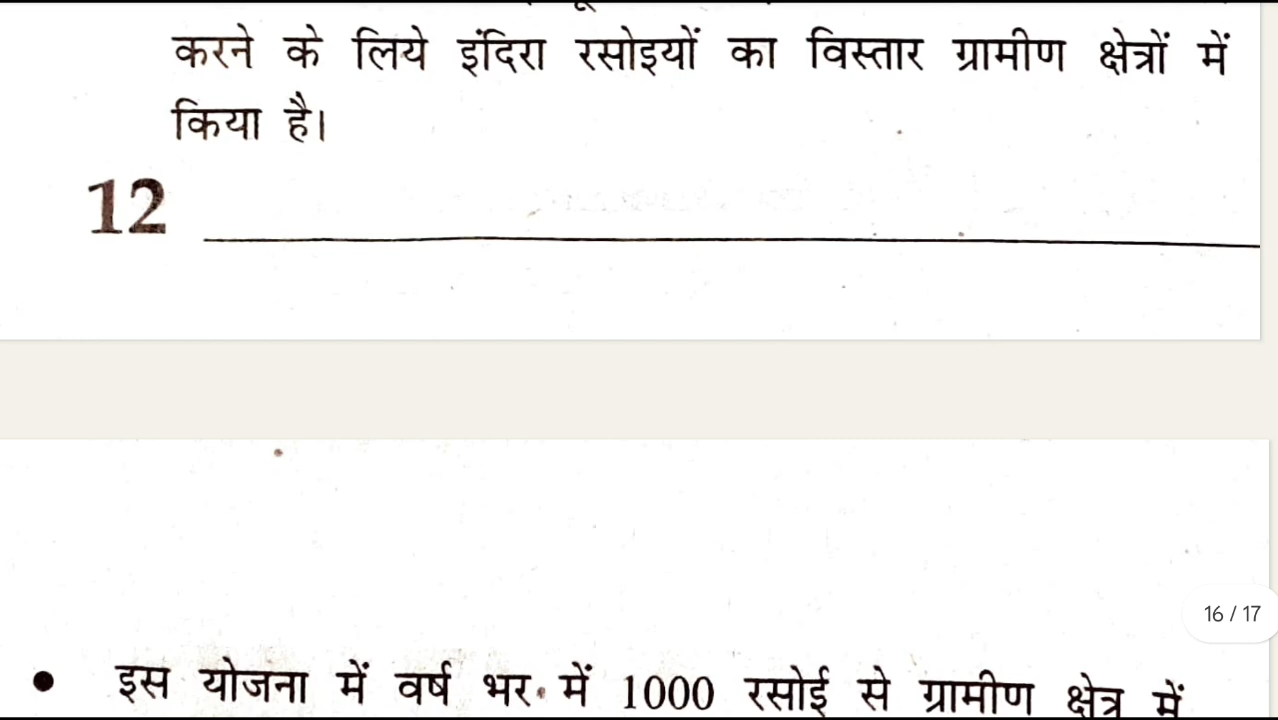 करने के लिये इंदिरा रसोइयों का विस्तार ग्रामीण क्षेत्रों में
किया है।
12
16 / 17
• इस योजना में वर्ष भर में 1000 रसोई से ग्रामीण क्षेत्र में